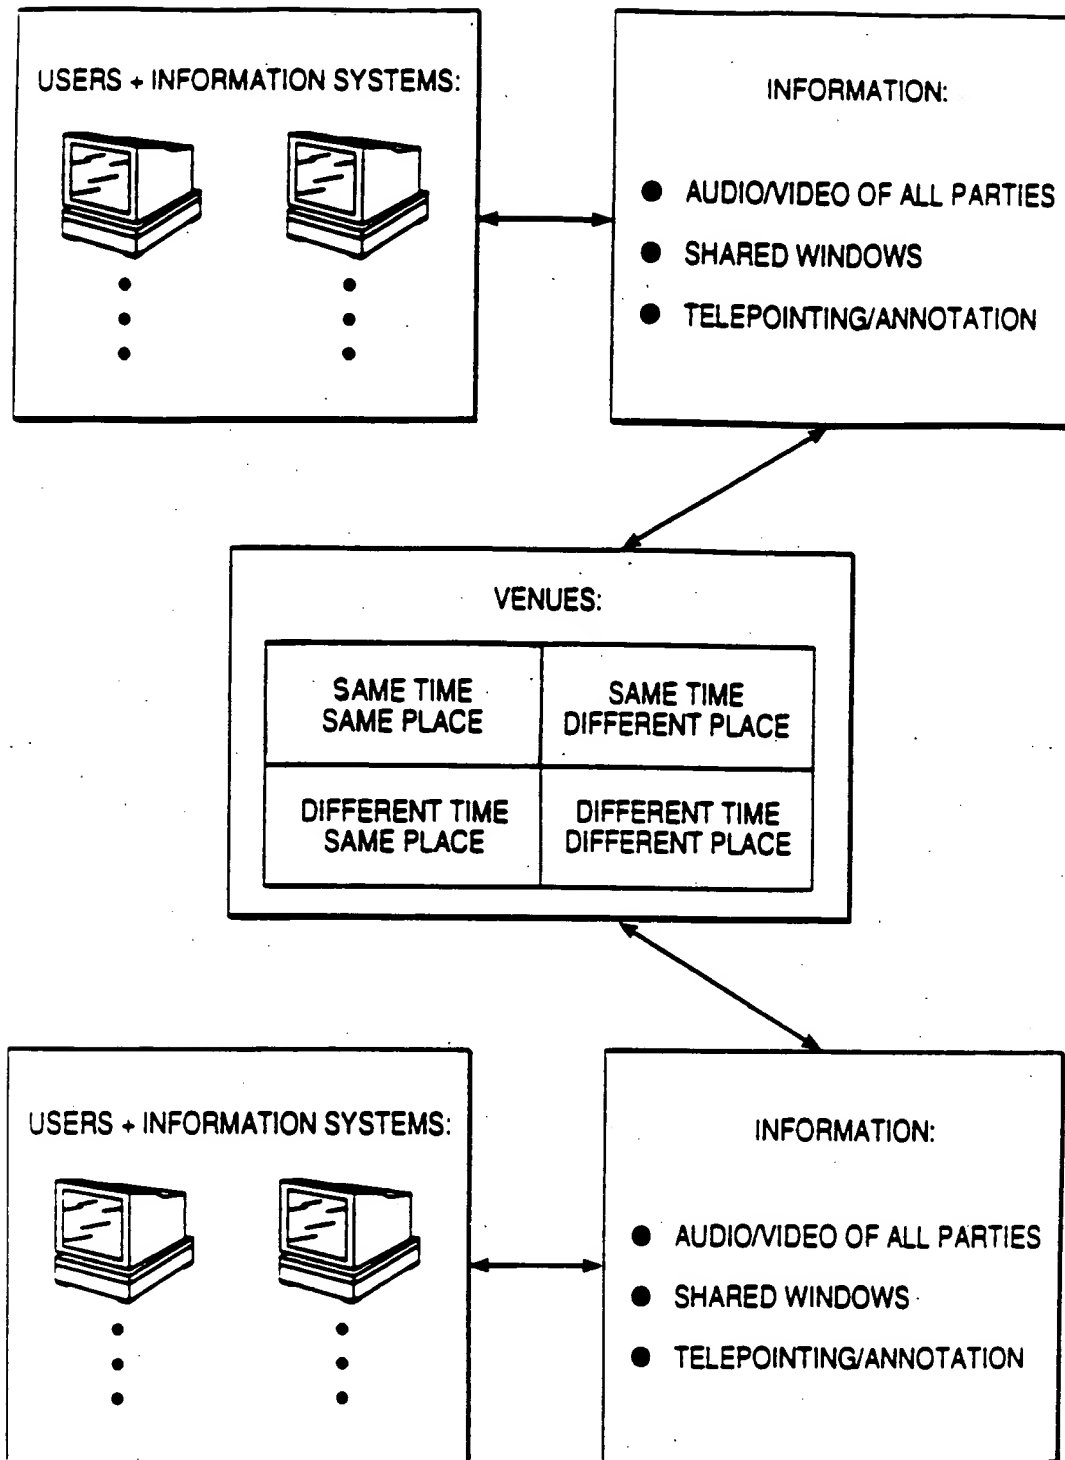 USERS + INFORMATION SYSTEMS:
INFORMATION:
● AUDIO/VIDEO OF ALL PARTIES
● SHARED WINDOWS
● TELEPOINTING/ANNOTATION
VENUES:
SAME TIME
SAME PLACE
SAME TIME
DIFFERENT PLACE
DIFFERENT TIME
SAME PLACE
DIFFERENT TIME
DIFFERENT PLACE
USERS + INFORMATION SYSTEMS:
INFORMATION:
● AUDIO/VIDEO OF ALL PARTIES
● SHARED WINDOWS
● TELEPOINTING/ANNOTATION